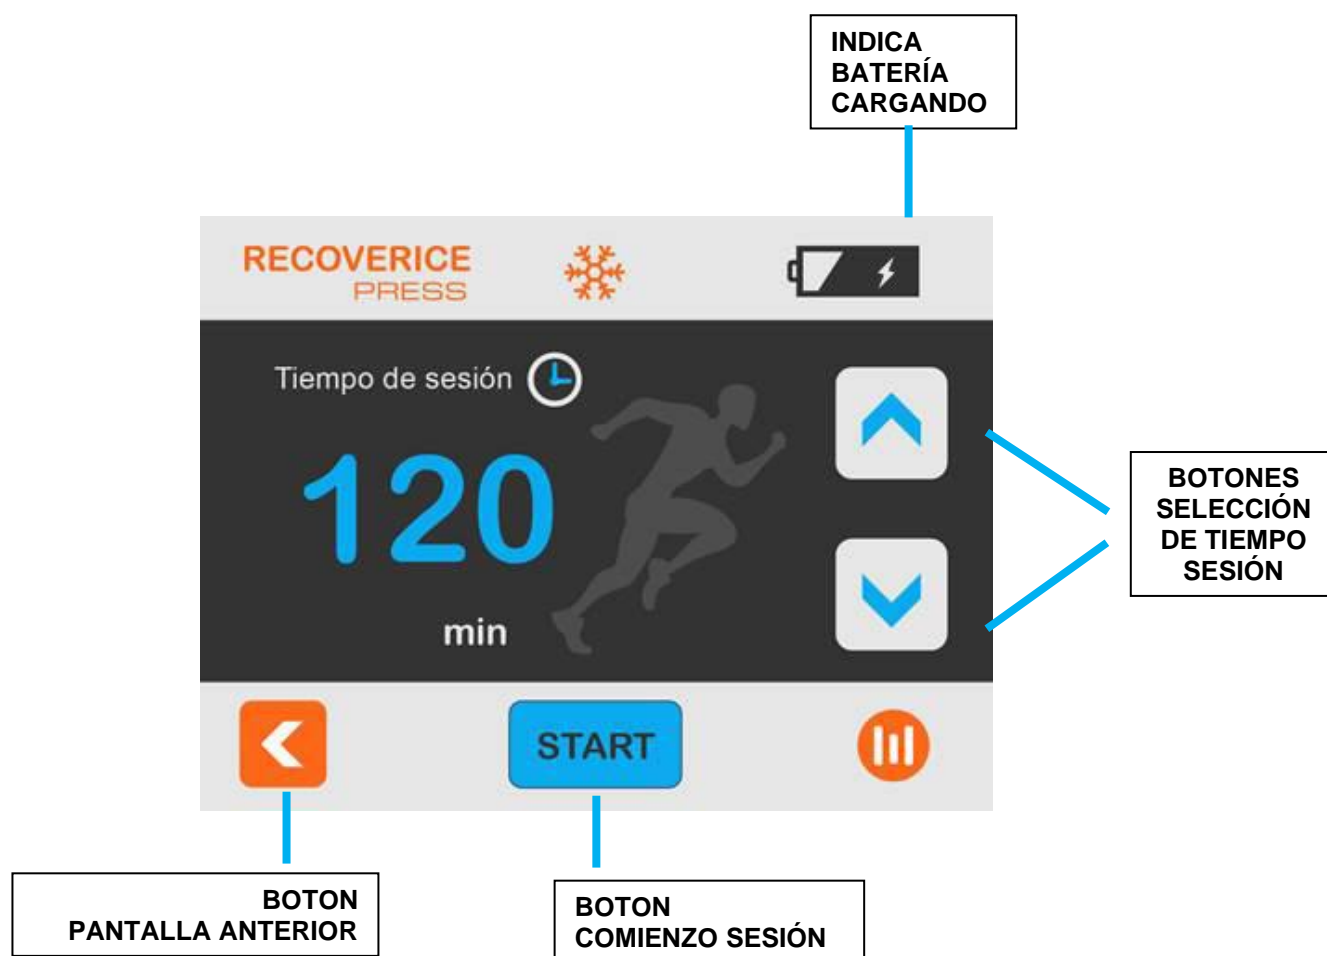 INDICA
BATERÍA
CARGANDO
RECOVERICE
PRESS
Tiempo de sesión
120
min
BOTONES
SELECCIÓN
DE TIEMPO
SESIÓN
START
BOTON
PANTALLA ANTERIOR
BOTON
COMIENZO SESIÓN